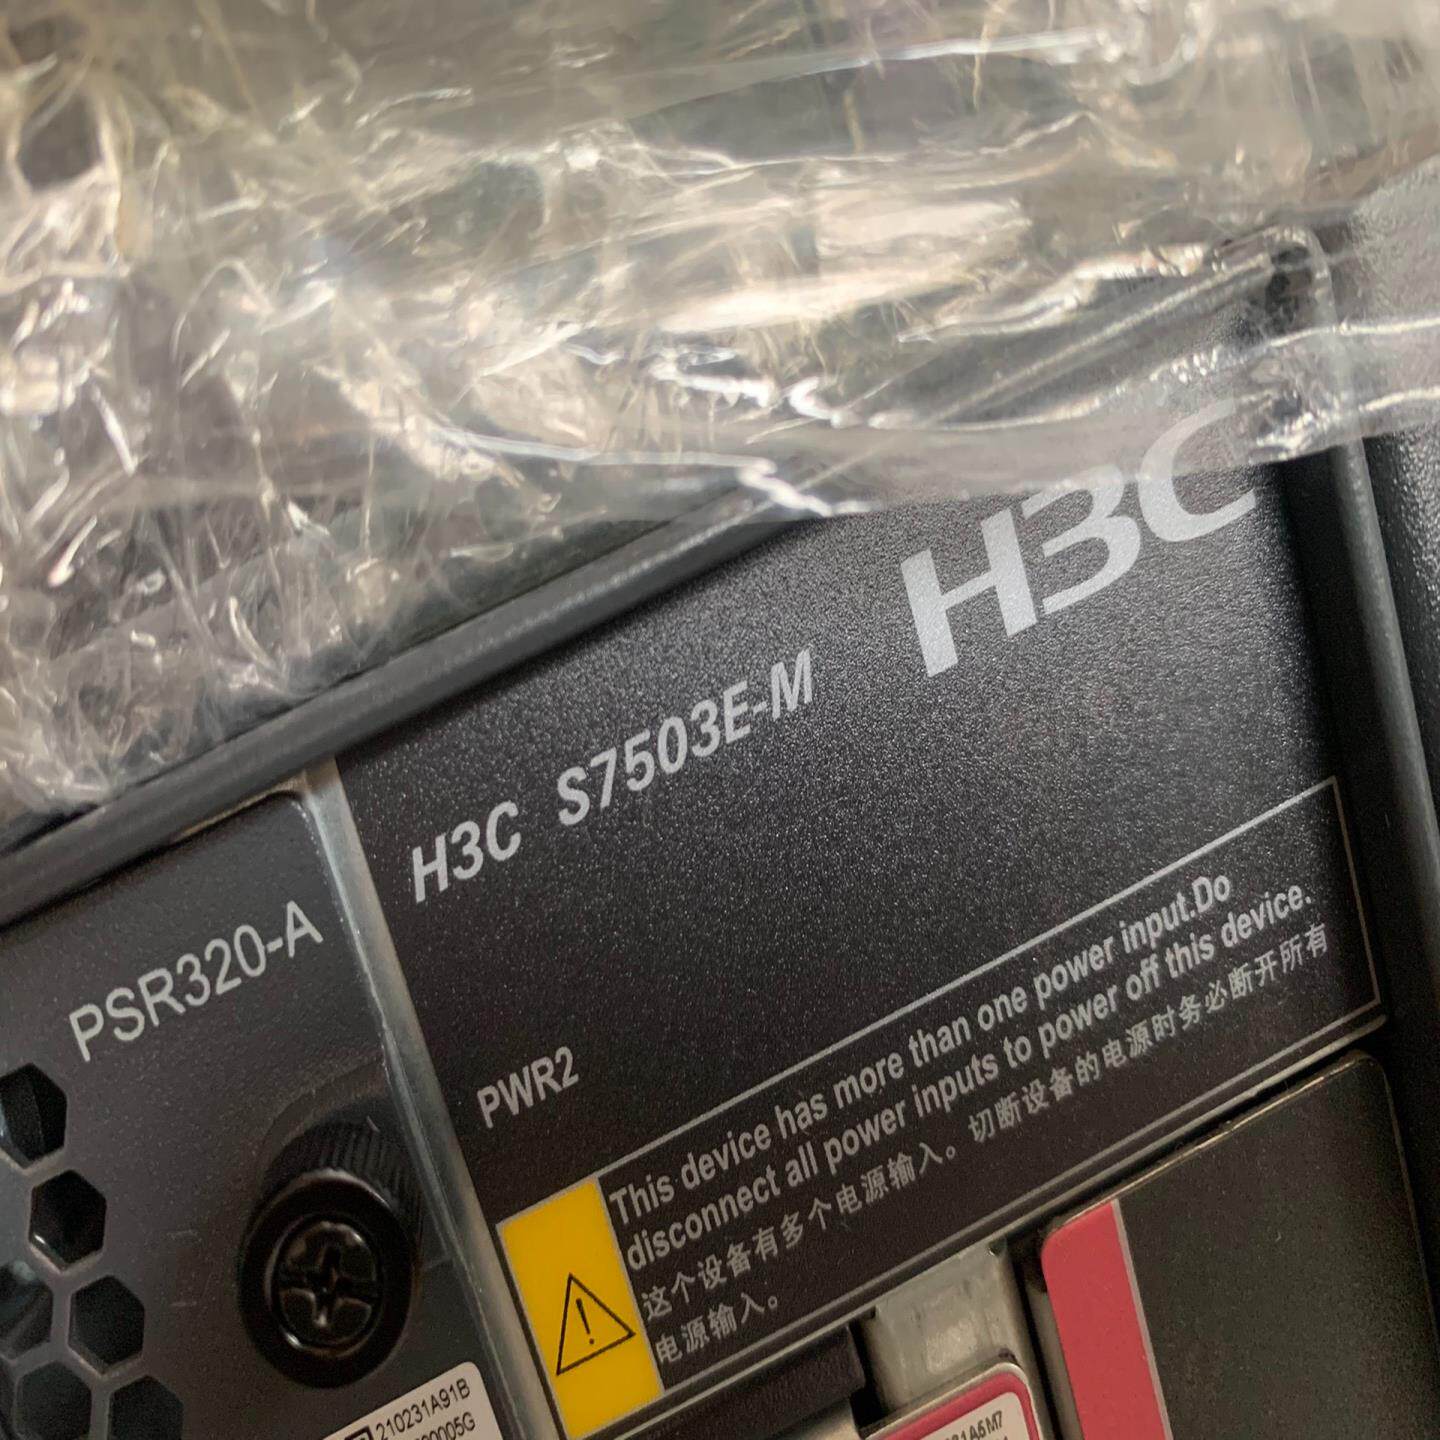 H3C
H3C S7503E-M
PSR320-A
PWR2
This device has more than one power input.Do
disconnect all power inputs to power off this device.
这个设备有多个电源输入。切断设备的电源时务必断开所有
电源输入。
210231A91B
00005G
31A6M7